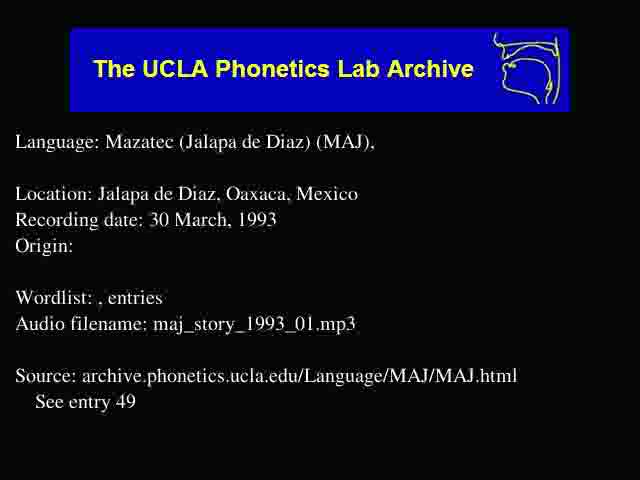 The UCLA Phonetics Lab Archive
Language: Mazatec (Jalapa de Diaz) (MAJ),
Location: Jalapa de Diaz, Oaxaca, Mexico
Recording date: 30 March, 1993
Origin:
Wordlist: , entries
Audio filename: maj_story_1993_01.mp3
Source: archive.phonetics.ucla.edu/Language/MAJ/MAJ.html
See entry 49